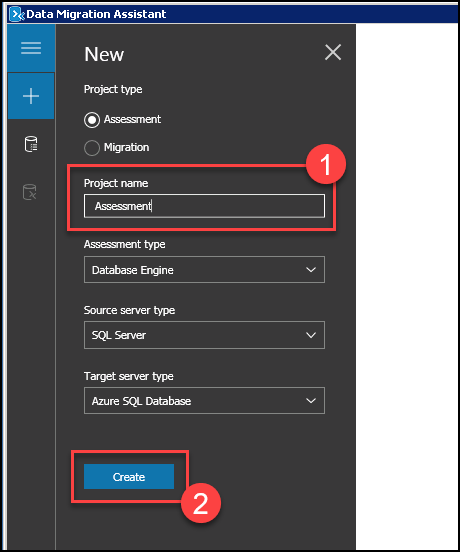 Data Migration Assistant
New
Project type
Assessment
Migration
1
Project name
Assessment
Assessment type
Database Engine
Source server type
SQL Server
Target server type
Azure SQL Database
Create
2